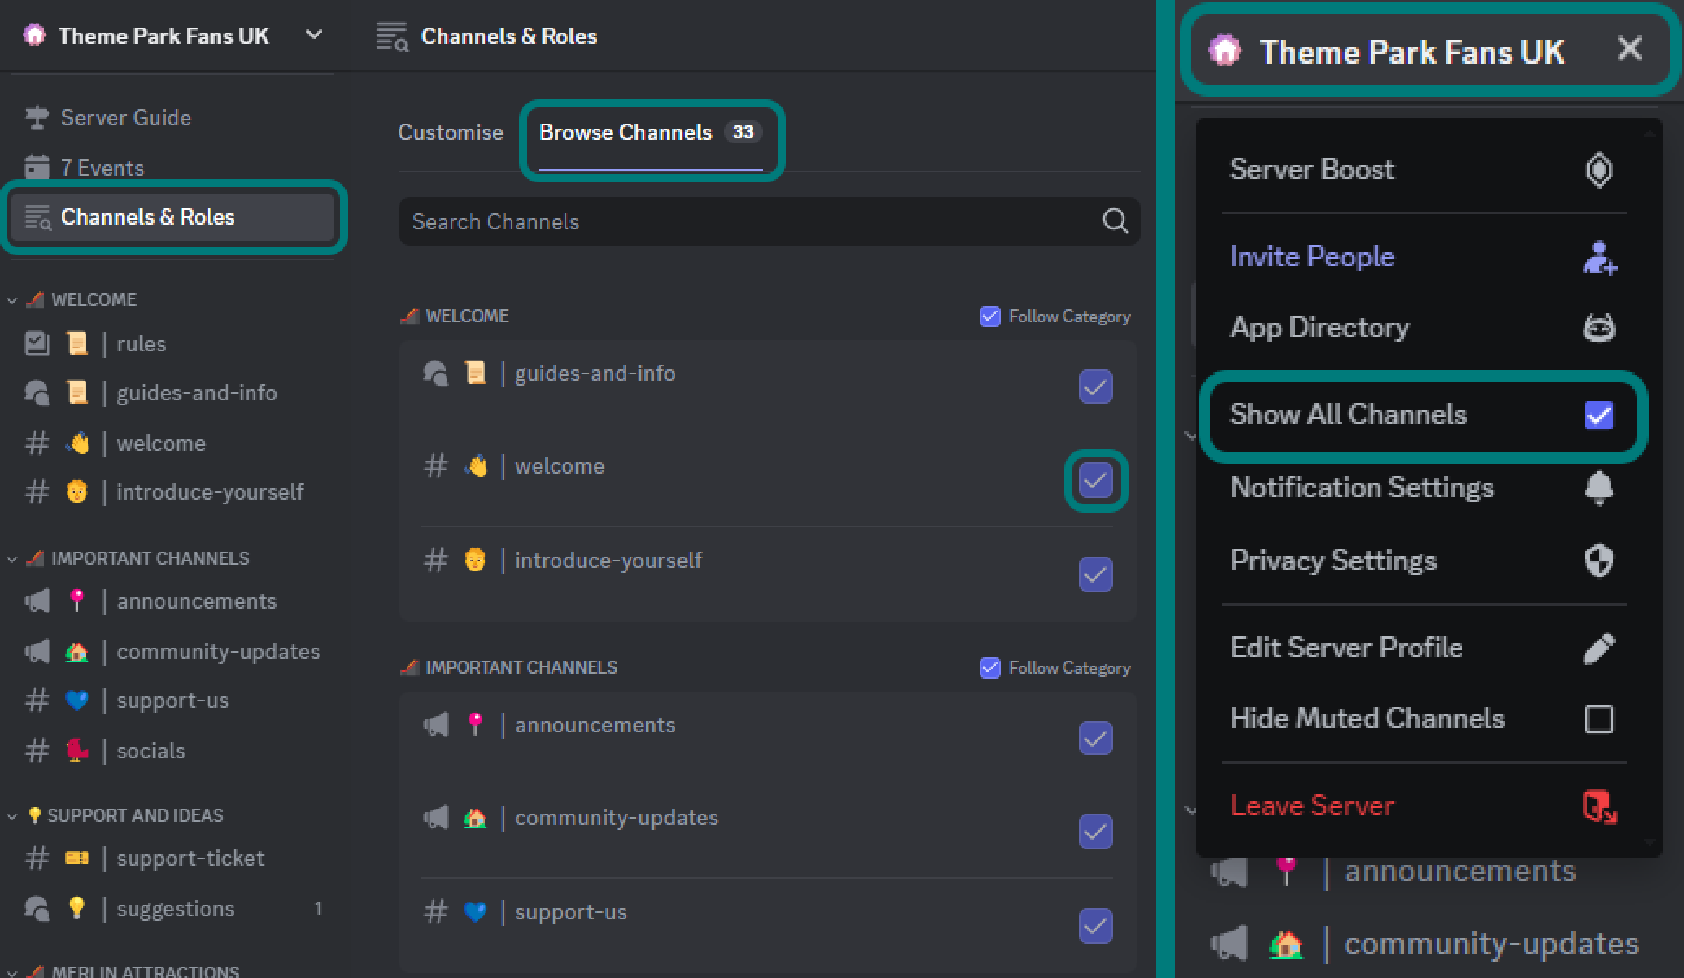 Theme Park Fans UK
Server Guide
7 Events
Channels & Roles
WELCOME
rules
guides-and-info
welcome
introduce-yourself
IMPORTANT CHANNELS
announcements
community-updates
support-us
socials
SUPPORT AND IDEAS
support-ticket
suggestions 1
MERLIN ATTRACTIONS
Channels & Roles
Customise Browse Channels 33
Search Channels
WELCOME Follow Category
guides-and-info
welcome
introduce-yourself
IMPORTANT CHANNELS Follow Category
announcements
community-updates
support-us
Theme Park Fans UK
Server Boost
Invite People
App Directory
Show All Channels
Notification Settings
Privacy Settings
Edit Server Profile
Hide Muted Channels
Leave Server
announcements
community-updates